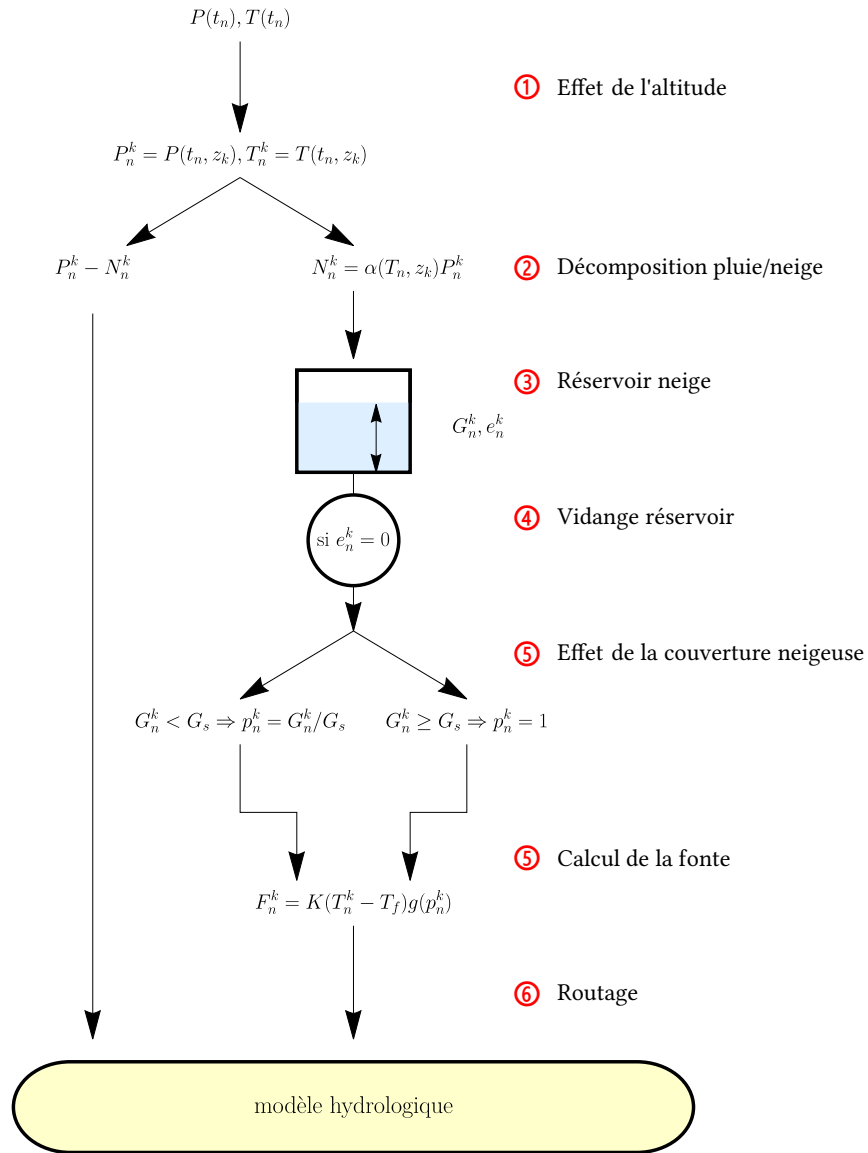 P(t_n), T(t_n)
① Effet de l'altitude
P_n^k = P(t_n, z_k), T_n^k = T(t_n, z_k)
P_n^k − N_n^k
N_n^k = α(T_n, z_k)P_n^k
② Décomposition pluie/neige
③ Réservoir neige
G_n^k, e_n^k
④ Vidange réservoir
si e_n^k = 0
⑤ Effet de la couverture neigeuse
G_n^k < G_s ⇒ p_n^k = G_n^k/G_s
G_n^k ≥ G_s ⇒ p_n^k = 1
⑤ Calcul de la fonte
F_n^k = K(T_n^k − T_f)g(p_n^k)
⑥ Routage
modèle hydrologique